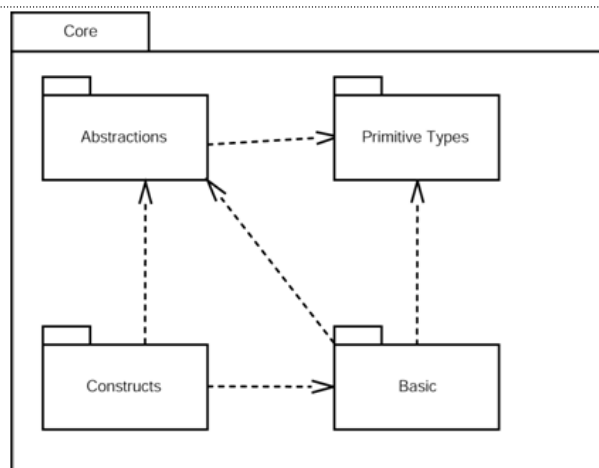 Core
Abstractions
Primitive Types
Constructs
Basic